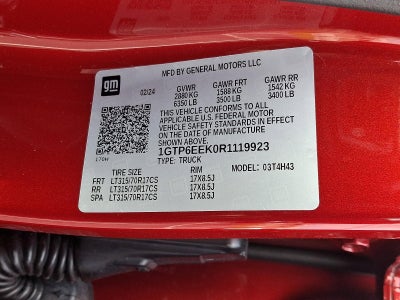 MFD BY GENERAL MOTORS LLC
gm
02/24 GVWR GAWR FRT GAWR RR
2880 KG 1588 KG 1542 KG
6350 LB 3500 LB 3400 LB
THIS VEHICLE CONFORMS TO ALL
APPLICABLE U.S. FEDERAL MOTOR
VEHICLE SAFETY STANDARDS IN EFFECT
ON THE DATE OF MANUFACTURE
SHOWN ABOVE.
1GTP6EEK0R1119923
TYPE: TRUCK MODEL: 03T4H43
TIRE SIZE RIM
FRT LT315/70R17CS 17X8.5J
RR LT315/70R17CS 17X8.5J
SPA LT315/70R17CS 17X8.5J